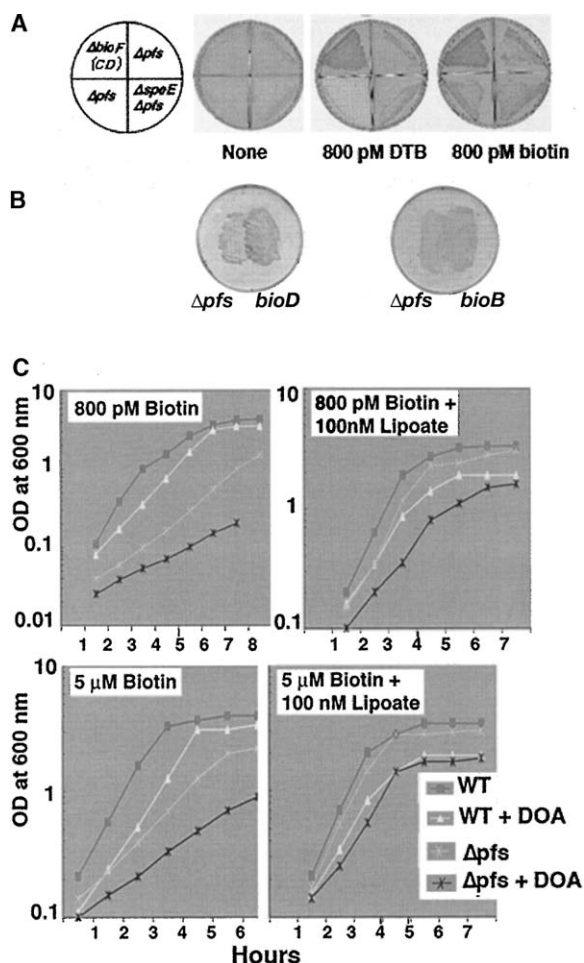 A
ΔbioF
(CD)
Δpfs
Δpfs
ΔspeE
Δpfs
None
800 pM DTB
800 pM biotin
B
Δpfs
bioD
Δpfs
bioB
C
OD at 600 nm
10
1
0.1
0.01
800 pM Biotin
1 2 3 4 5 6 7 8
10
1
0.1
800 pM Biotin +
100nM Lipoate
1 2 3 4 5 6 7
OD at 600 nm
10
1
0.1
5 µM Biotin
1 2 3 4 5 6
5 µM Biotin +
100 nM Lipoate
WT
WT + DOA
Δpfs
Δpfs + DOA
1 2 3 4 5 6 7
Hours